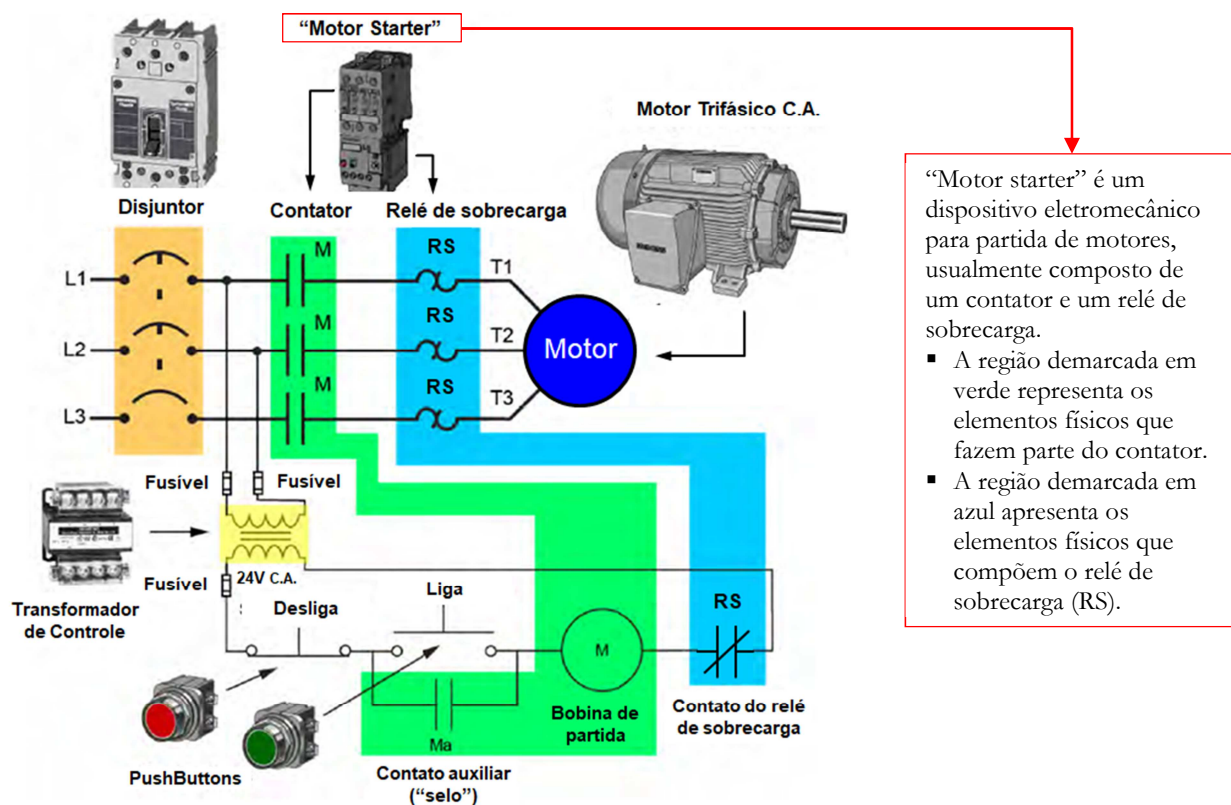 “Motor Starter”
Motor Trifásico C.A.
Disjuntor
Contator
Relé de sobrecarga
“Motor starter” é um
dispositivo eletromecânico
para partida de motores,
usualmente composto de
um contator e um relé de
sobrecarga.
▪ A região demarcada em
verde representa os
elementos físicos que
fazem parte do contator.
▪ A região demarcada em
azul apresenta os
elementos físicos que
compõem o relé de
sobrecarga (RS).
M
RS
L1
T1
M
RS
L2
T2
Motor
M
RS
L3
T3
Fusível
Fusível
24V C.A.
Fusível
Transformador
de Controle
Desliga
Liga
RS
M
Ma
Bobina de
partida
Contato do relé
de sobrecarga
PushButtons
Contato auxiliar
(“selo”)